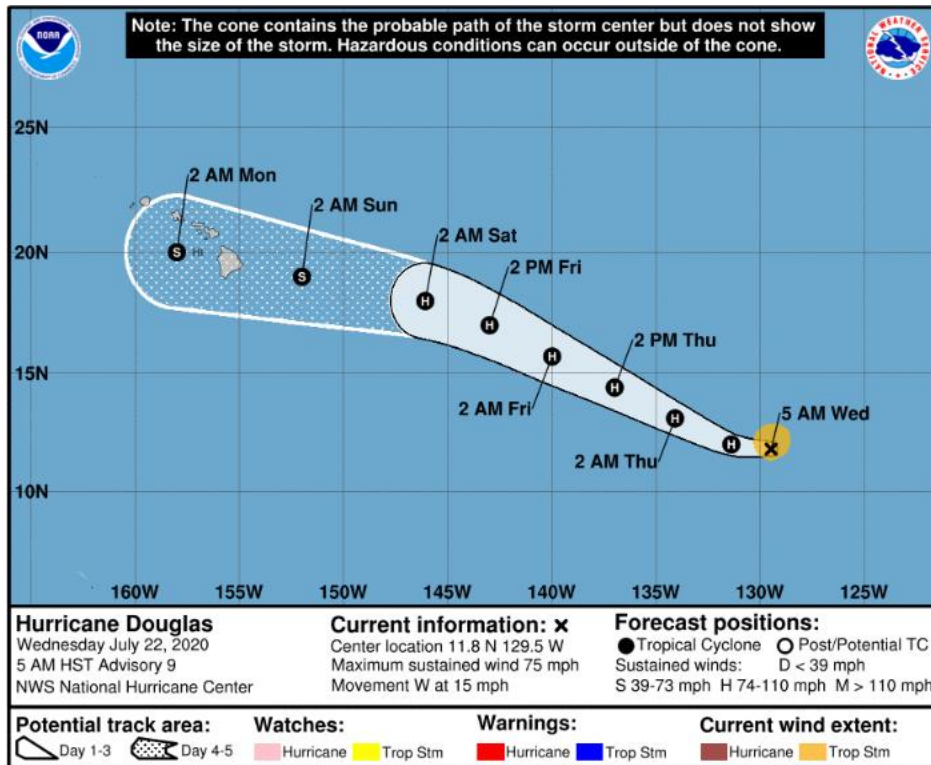 Note: The cone contains the probable path of the storm center but does not show
the size of the storm. Hazardous conditions can occur outside of the cone.
NOAA
NATIONAL WEATHER SERVICE
25N
2 AM Mon
2 AM Sun
20N
S
HI
S
2 AM Sat
H
2 PM Fri
H
15N
H
2 PM Thu
H
2 AM Fri
H
5 AM Wed
H
2 AM Thu
10N
160W 155W 150W 145W 140W 135W 130W 125W
Hurricane Douglas
Wednesday July 22, 2020
5 AM HST Advisory 9
NWS National Hurricane Center
Current information: ×
Center location 11.8 N 129.5 W
Maximum sustained wind 75 mph
Movement W at 15 mph
Forecast positions:
Tropical Cyclone Post/Potential TC
Sustained winds: D < 39 mph
S 39-73 mph H 74-110 mph M > 110 mph
Potential track area:
Day 1-3 Day 4-5
Watches:
Hurricane Trop Stm
Warnings:
Hurricane Trop Stm
Current wind extent:
Hurricane Trop Stm